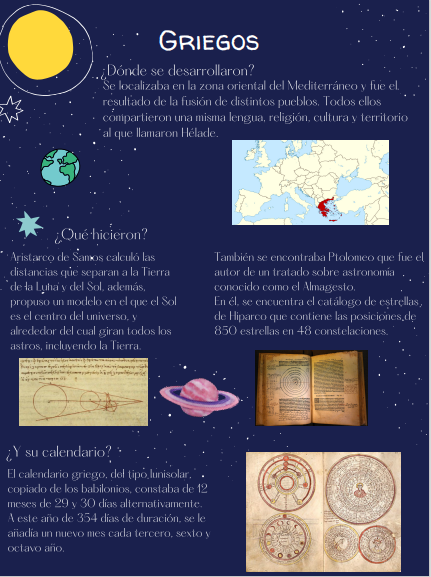 GRIEGOS
¿Dónde se desarrollaron?
Se localizaba en la zona oriental del Mediterráneo y fue el
resultado de la fusión de distintos pueblos. Todos ellos
compartieron una misma lengua, religión, cultura y territorio
al que llamaron Hélade.
¿Qué hicieron?
Aristarco de Samos calculó las
distancias que separan a la Tierra
de la Luna y del Sol, además,
propuso un modelo en el que el Sol
es el centro del universo, y
alrededor del cual giran todos los
astros, incluyendo la Tierra.
También se encontraba Ptolomeo que fue el
autor de un tratado sobre astronomía
conocido como el Almagesto.
En él, se encuentra el catálogo de estrellas,
de Hiparco que contiene las posiciones de
850 estrellas en 48 constelaciones.
¿Y su calendario?
El calendario griego, del tipo lunisolar,
copiado de los babilonios, constaba de 12
meses de 29 y 30 días alternativamente.
A este año de 354 días de duración, se le
añadía un nuevo mes cada tercero, sexto y
octavo año.